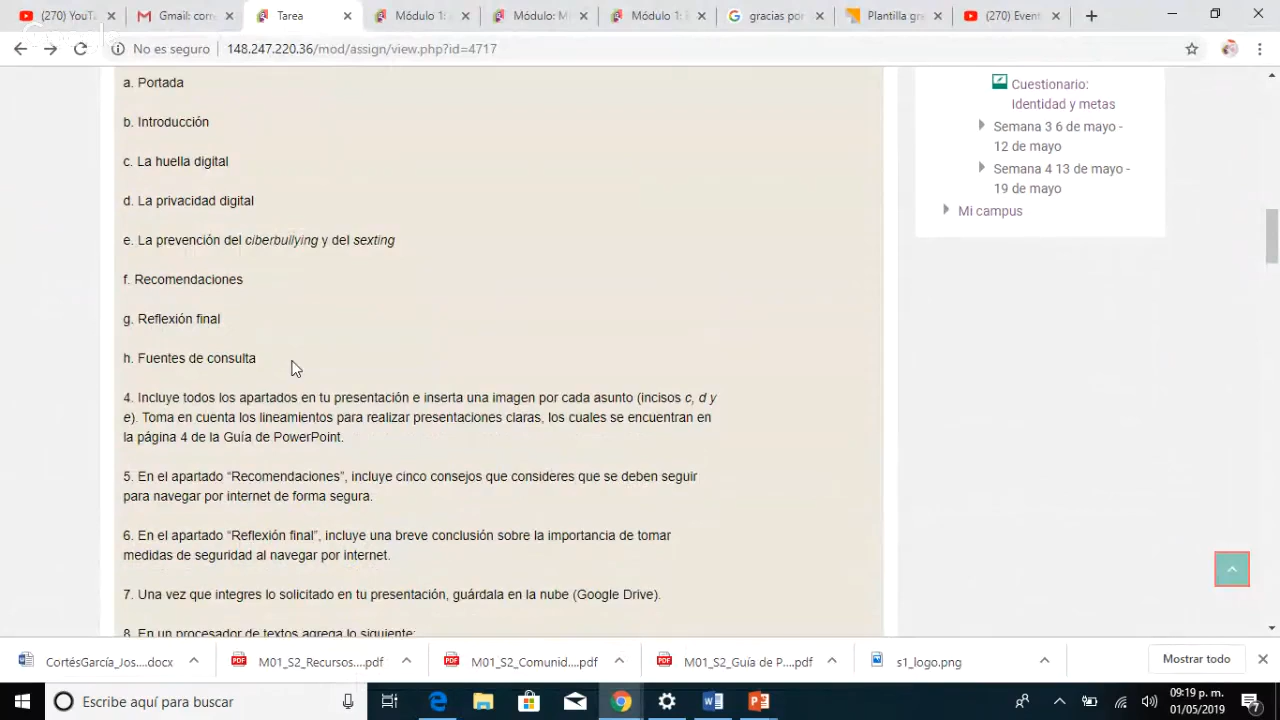 (270) YouT
Gmail: corre
Tarea
Módulo 1:
Módulo: M
Módulo 1:
gracias por
Plantilla gre
(270) Event
No es seguro
148.247.220.36/mod/assign/view.php?id=4717
a. Portada
b. Introducción
c. La huella digital
d. La privacidad digital
e. La prevención del ciberbullying y del sexting
f. Recomendaciones
g. Reflexión final
h. Fuentes de consulta
4. Incluye todos los apartados en tu presentación e inserta una imagen por cada asunto (incisos c, d y
e). Toma en cuenta los lineamientos para realizar presentaciones claras, los cuales se encuentran en
la página 4 de la Guía de PowerPoint.
5. En el apartado “Recomendaciones”, incluye cinco consejos que consideres que se deben seguir
para navegar por internet de forma segura.
6. En el apartado “Reflexión final”, incluye una breve conclusión sobre la importancia de tomar
medidas de seguridad al navegar por internet.
7. Una vez que integres lo solicitado en tu presentación, guárdala en la nube (Google Drive).
8. En un procesador de textos agrega lo siguiente:
Cuestionario:
Identidad y metas
Semana 3 6 de mayo -
12 de mayo
Semana 4 13 de mayo -
19 de mayo
Mi campus
CortésGarcía_Jos....docx
M01_S2_Recursos....pdf
M01_S2_Comunid....pdf
M01_S2_Guía de P....pdf
s1_logo.png
Mostrar todo
Escribe aquí para buscar
09:19 p. m.
01/05/2019
7